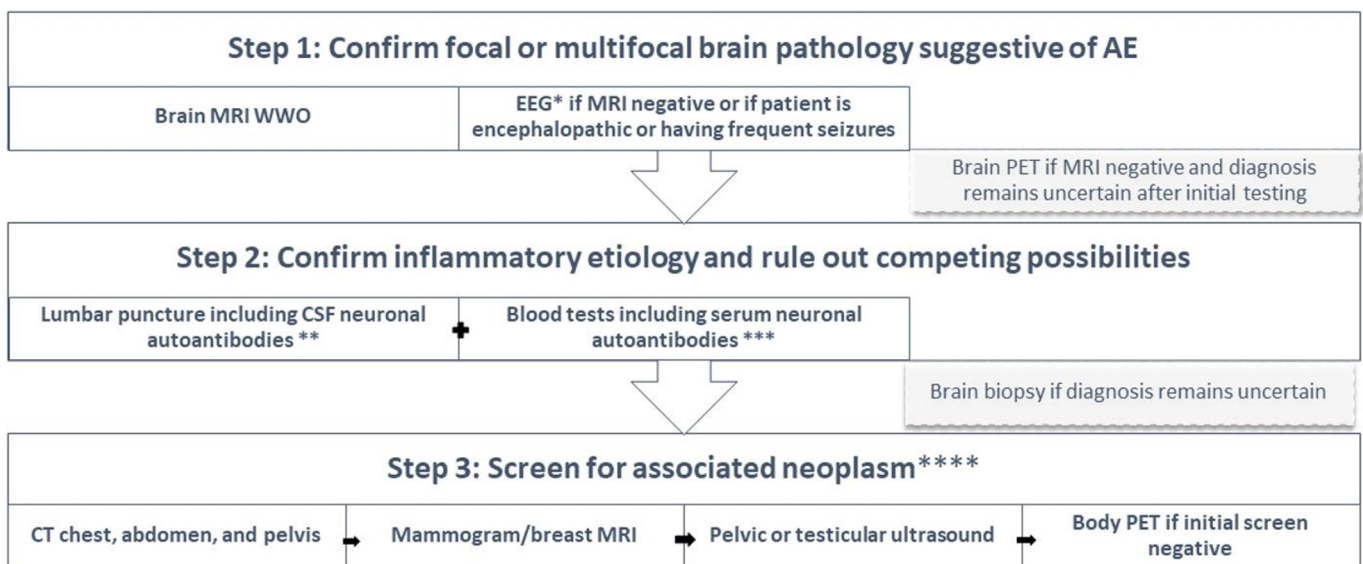 Step 1: Confirm focal or multifocal brain pathology suggestive of AE
Brain MRI WWO
EEG* if MRI negative or if patient is
encephalopathic or having frequent seizures
Brain PET if MRI negative and diagnosis
remains uncertain after initial testing
Step 2: Confirm inflammatory etiology and rule out competing possibilities
Lumbar puncture including CSF neuronal
autoantibodies **
Blood tests including serum neuronal
autoantibodies ***
Brain biopsy if diagnosis remains uncertain
Step 3: Screen for associated neoplasm****
CT chest, abdomen, and pelvis
Mammogram/breast MRI
Pelvic or testicular ultrasound
Body PET if initial screen
negative